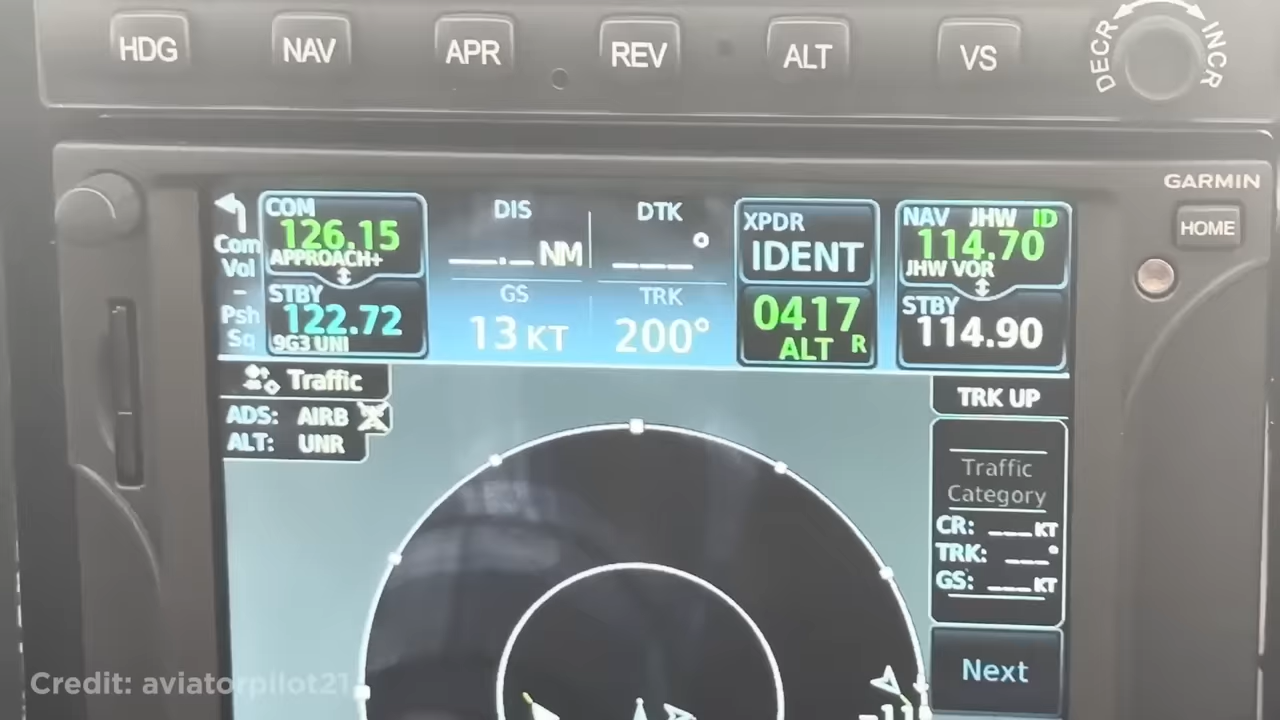 HDG NAV APR REV ALT VS DECR INCR
GARMIN
HOME
Com
Vol
–
Psh
Sq
COM
126.15
APPROACH+
STBY
122.72
9G3 UNI
DIS
__._ NM
DTK
___°
GS
13 KT
TRK
200°
XPDR
IDENT
0417
ALT R
NAV JHW ID
114.70
JHW VOR
STBY
114.90
Traffic
ADS: AIRB
ALT: UNR
TRK UP
Traffic
Category
CR: ___KT
TRK: ___°
GS: ___KT
Next
Credit: aviatorpilot21